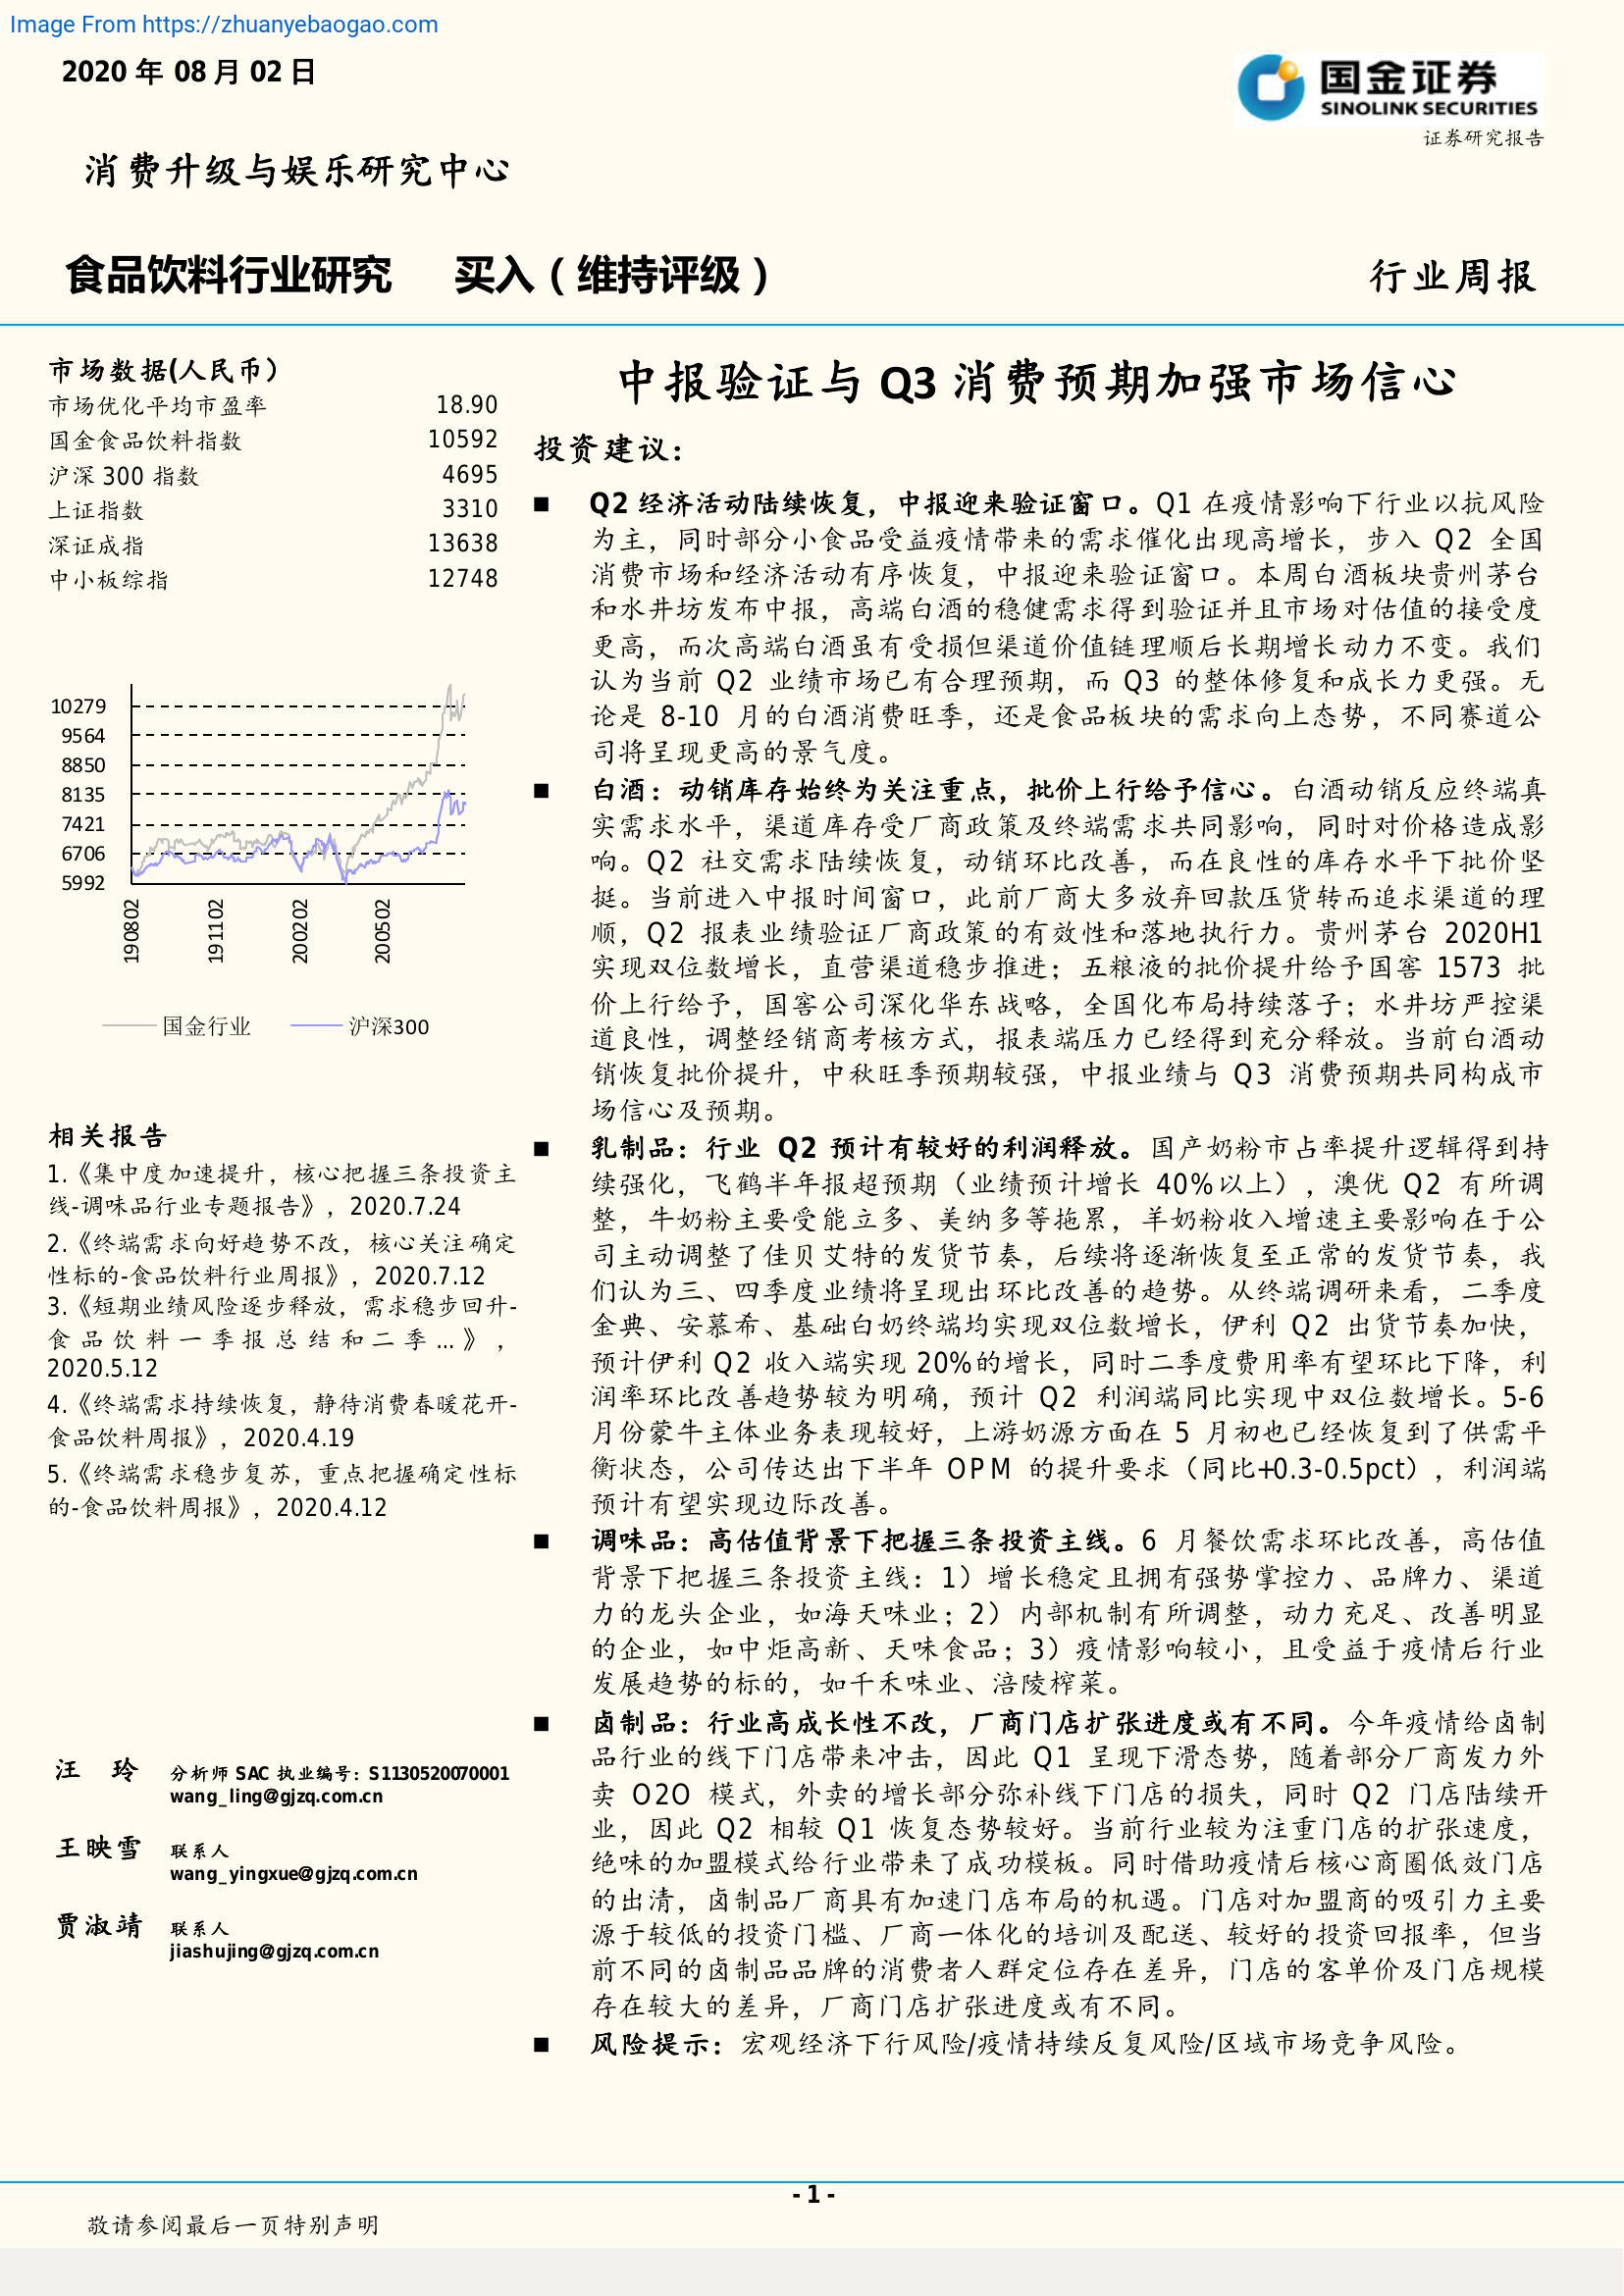 Image From https://zhuanyebaogao.com
2020 年 08 月 02 日
国金证券
SINOLINK SECURITIES
证券研究报告
消费升级与娱乐研究中心
食品饮料行业研究 买入（维持评级）
行业周报
市场数据(人民币）
市场优化平均市盈率 18.90
国金食品饮料指数 10592
沪深 300 指数 4695
上证指数 3310
深证成指 13638
中小板综指 12748
10279
9564
8850
8135
7421
6706
5992
190802
191102
200202
200502
国金行业 沪深300
相关报告
1.《集中度加速提升，核心把握三条投资主
线-调味品行业专题报告》，2020.7.24
2.《终端需求向好趋势不改，核心关注确定
性标的-食品饮料行业周报》，2020.7.12
3.《短期业绩风险逐步释放，需求稳步回升-
食品饮料一季报总结和二季...》，
2020.5.12
4.《终端需求持续恢复，静待消费春暖花开-
食品饮料周报》，2020.4.19
5.《终端需求稳步复苏，重点把握确定性标
的-食品饮料周报》，2020.4.12
汪 玲 分析师 SAC 执业编号：S1130520070001
wang_ling@gjzq.com.cn
王映雪 联系人
wang_yingxue@gjzq.com.cn
贾淑靖 联系人
jiashujing@gjzq.com.cn
中报验证与 Q3 消费预期加强市场信心
投资建议：
■ Q2 经济活动陆续恢复，中报迎来验证窗口。Q1 在疫情影响下行业以抗风险
为主，同时部分小食品受益疫情带来的需求催化出现高增长，步入 Q2 全国
消费市场和经济活动有序恢复，中报迎来验证窗口。本周白酒板块贵州茅台
和水井坊发布中报，高端白酒的稳健需求得到验证并且市场对估值的接受度
更高，而次高端白酒虽有受损但渠道价值链理顺后长期增长动力不变。我们
认为当前 Q2 业绩市场已有合理预期，而 Q3 的整体修复和成长力更强。无
论是 8-10 月的白酒消费旺季，还是食品板块的需求向上态势，不同赛道公
司将呈现更高的景气度。
■ 白酒：动销库存始终为关注重点，批价上行给予信心。白酒动销反应终端真
实需求水平，渠道库存受厂商政策及终端需求共同影响，同时对价格造成影
响。Q2 社交需求陆续恢复，动销环比改善，而在良性的库存水平下批价坚
挺。当前进入中报时间窗口，此前厂商大多放弃回款压货转而追求渠道的理
顺，Q2 报表业绩验证厂商政策的有效性和落地执行力。贵州茅台 2020H1
实现双位数增长，直营渠道稳步推进；五粮液的批价提升给予国窖 1573 批
价上行给予，国窖公司深化华东战略，全国化布局持续落子；水井坊严控渠
道良性，调整经销商考核方式，报表端压力已经得到充分释放。当前白酒动
销恢复批价提升，中秋旺季预期较强，中报业绩与 Q3 消费预期共同构成市
场信心及预期。
■ 乳制品：行业 Q2 预计有较好的利润释放。国产奶粉市占率提升逻辑得到持
续强化，飞鹤半年报超预期（业绩预计增长 40%以上），澳优 Q2 有所调
整，牛奶粉主要受能立多、美纳多等拖累，羊奶粉收入增速主要影响在于公
司主动调整了佳贝艾特的发货节奏，后续将逐渐恢复至正常的发货节奏，我
们认为三、四季度业绩将呈现出环比改善的趋势。从终端调研来看，二季度
金典、安慕希、基础白奶终端均实现双位数增长，伊利 Q2 出货节奏加快，
预计伊利 Q2 收入端实现 20%的增长，同时二季度费用率有望环比下降，利
润率环比改善趋势较为明确，预计 Q2 利润端同比实现中双位数增长。5-6
月份蒙牛主体业务表现较好，上游奶源方面在 5 月初也已经恢复到了供需平
衡状态，公司传达出下半年 OPM 的提升要求（同比+0.3-0.5pct），利润端
预计有望实现边际改善。
■ 调味品：高估值背景下把握三条投资主线。6 月餐饮需求环比改善，高估值
背景下把握三条投资主线：1）增长稳定且拥有强势掌控力、品牌力、渠道
力的龙头企业，如海天味业；2）内部机制有所调整，动力充足、改善明显
的企业，如中炬高新、天味食品；3）疫情影响较小，且受益于疫情后行业
发展趋势的标的，如千禾味业、涪陵榨菜。
■ 卤制品：行业高成长性不改，厂商门店扩张进度或有不同。今年疫情给卤制
品行业的线下门店带来冲击，因此 Q1 呈现下滑态势，随着部分厂商发力外
卖 O2O 模式，外卖的增长部分弥补线下门店的损失，同时 Q2 门店陆续开
业，因此 Q2 相较 Q1 恢复态势较好。当前行业较为注重门店的扩张速度，
绝味的加盟模式给行业带来了成功模板。同时借助疫情后核心商圈低效门店
的出清，卤制品厂商具有加速门店布局的机遇。门店对加盟商的吸引力主要
源于较低的投资门槛、厂商一体化的培训及配送、较好的投资回报率，但当
前不同的卤制品品牌的消费者人群定位存在差异，门店的客单价及门店规模
存在较大的差异，厂商门店扩张进度或有不同。
■ 风险提示：宏观经济下行风险/疫情持续反复风险/区域市场竞争风险。
- 1 -
敬请参阅最后一页特别声明